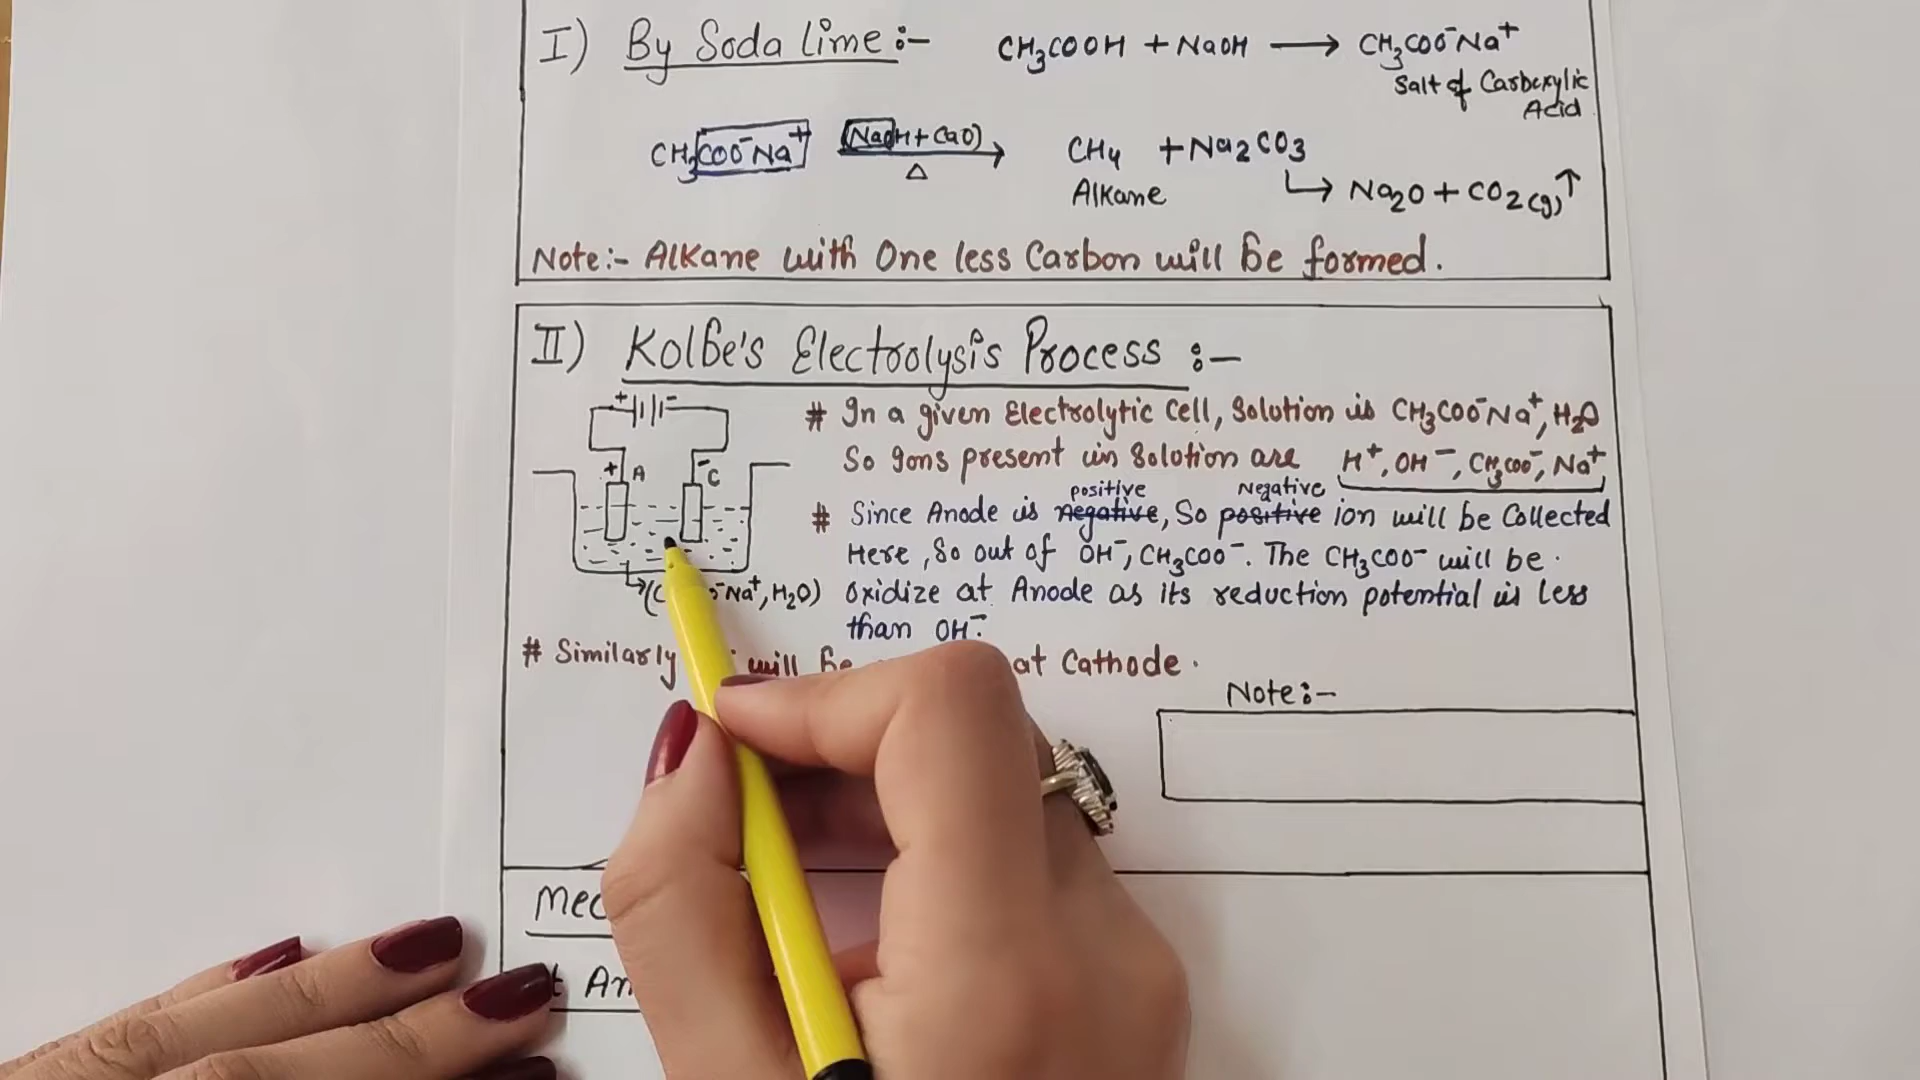 I) By Soda lime :- CH3COOH + NaOH ⟶ CH3COO⁻Na⁺
Salt of Carboxylic
Acid
CH3COO⁻Na⁺ (NaOH + CaO) ⟶ CH4 + Na2CO3
△
Alkane
↳ Na2O + CO2(g)↑
Note:- Alkane with One less Carbon will be formed.
II) Kolbe's Electrolysis Process :-
+ -
# In a given Electrolytic Cell, Solution is CH3COO⁻Na⁺, H2O
So Ions present in Solution are H⁺, OH⁻, CH3COO⁻, Na⁺
+ A - C
positive Negative
# Since Anode is negative, So positive ion will be Collected
Here, So out of OH⁻, CH3COO⁻. The CH3COO⁻ will be
Na⁺, H2O)
oxidize at Anode as its reduction potential is less
than OH⁻.
# Similarly will be at Cathode.
Note:-